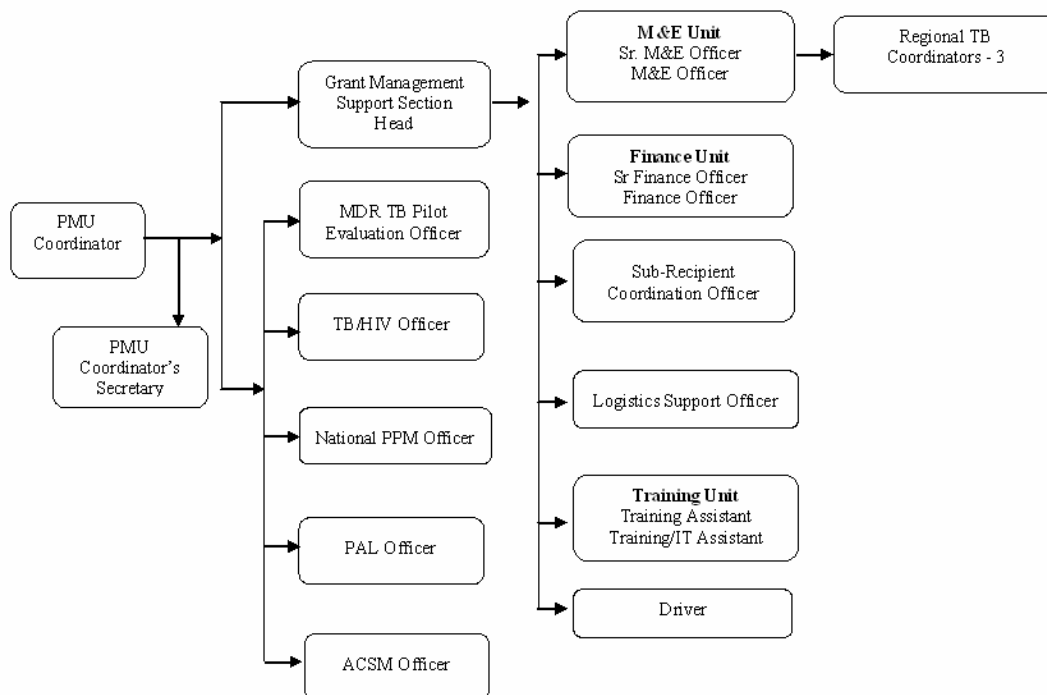 PMU
Coordinator
PMU
Coordinator's
Secretary
Grant Management
Support Section
Head
MDR TB Pilot
Evaluation Officer
TB/HIV Officer
National PPM Officer
PAL Officer
ACSM Officer
M&E Unit
Sr. M&E Officer
M&E Officer
Finance Unit
Sr Finance Officer
Finance Officer
Sub-Recipient
Coordination Officer
Logistics Support Officer
Training Unit
Training Assistant
Training/IT Assistant
Driver
Regional TB
Coordinators - 3